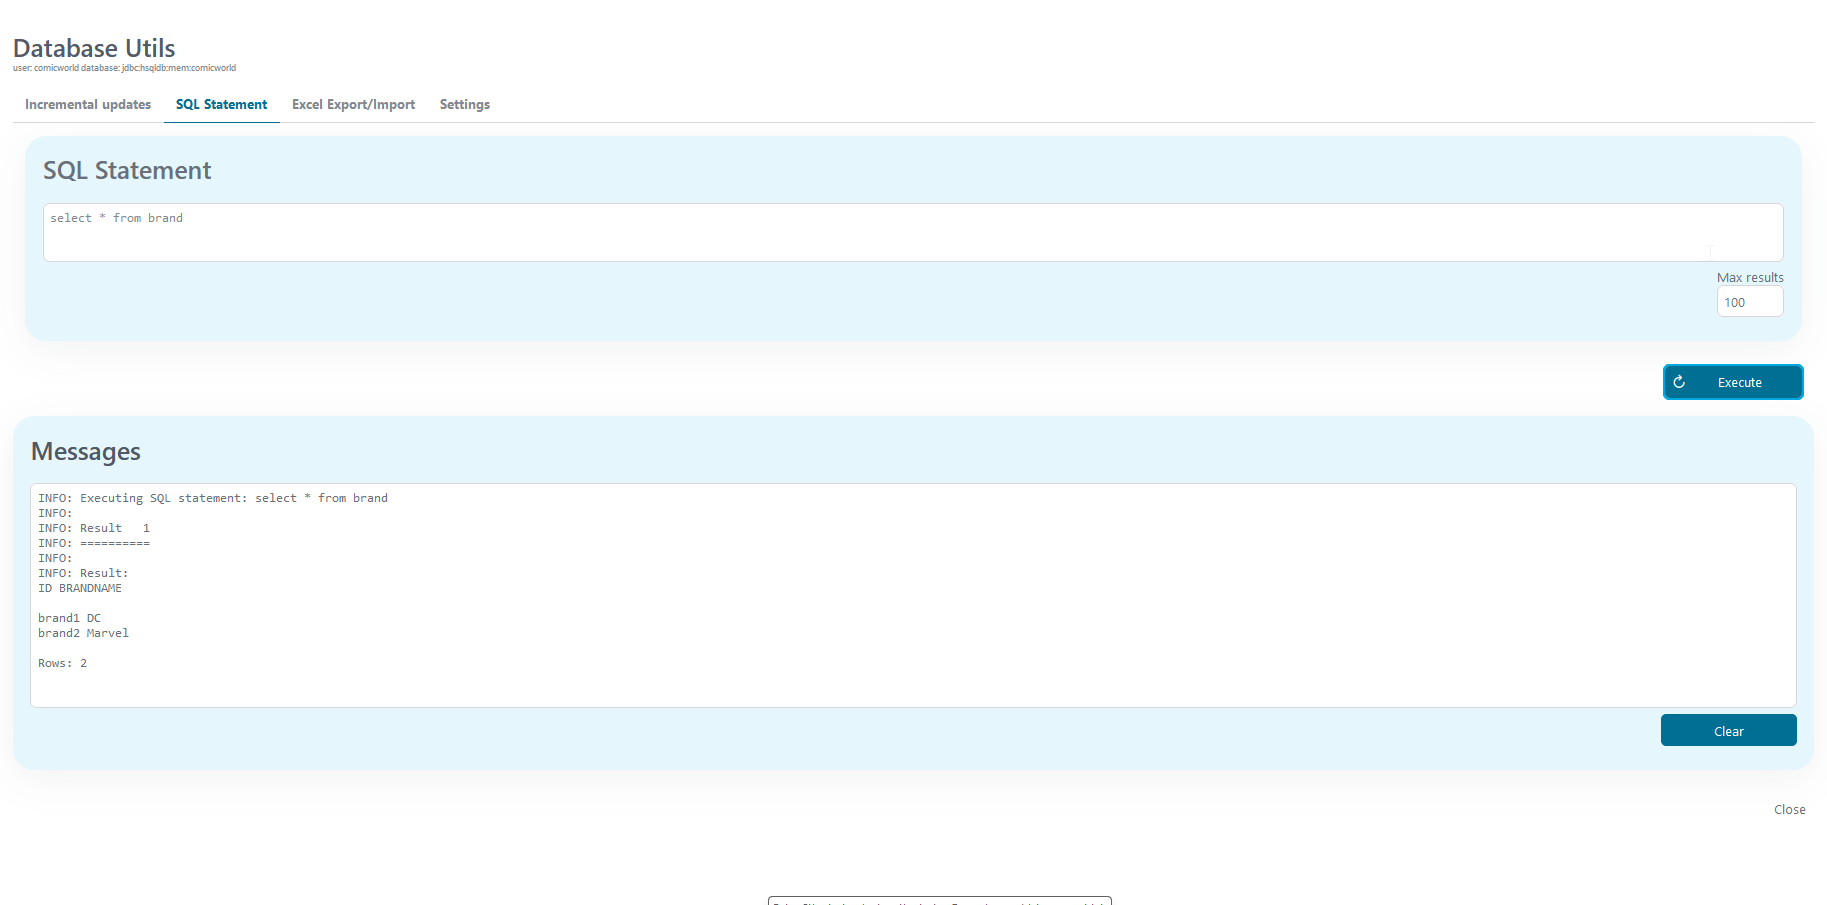 Database Utils
user: comicworld database: jdbc:hsqldb:mem:comicworld
Incremental updates SQL Statement Excel Export/Import Settings
SQL Statement
select * from brand
Max results
100
Execute
Messages
INFO: Executing SQL statement: select * from brand
INFO:
INFO: Result   1
INFO: ==========
INFO:
INFO: Result:
ID BRANDNAME
brand1 DC
brand2 Marvel
Rows: 2
Clear
Close